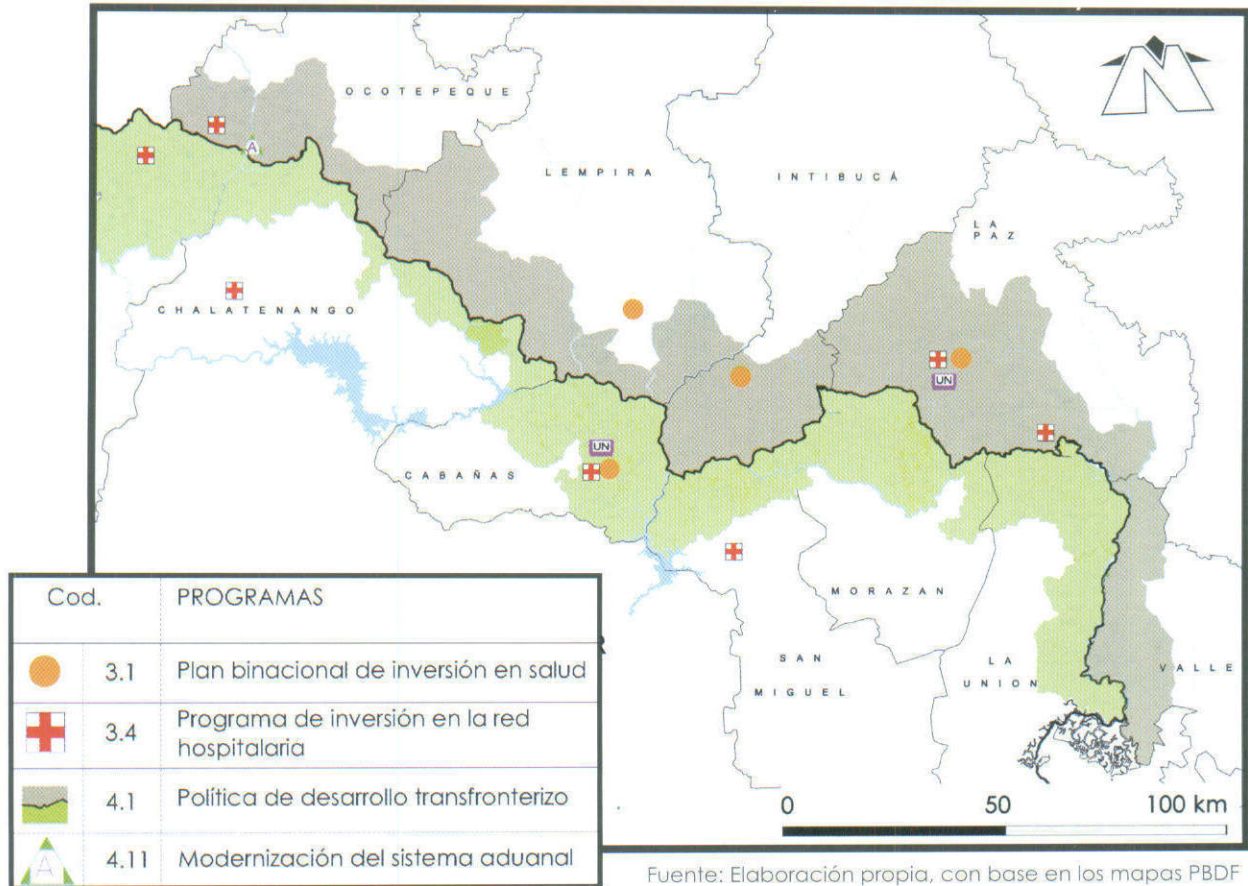 OCOTEPEQUE
LEMPIRA
INTIBUCÁ
LA
PAZ
A
CHALATENANGO
UN
UN
CABAÑAS
MORAZAN
SAN
MIGUEL
LA
UNION
VALLE
R
Cod. PROGRAMAS
3.1 Plan binacional de inversión en salud
3.4 Programa de inversión en la red
hospitalaria
4.1 Política de desarrollo transfronterizo
A 4.11 Modernización del sistema aduanal
0 50 100 km
Fuente: Elaboración propia, con base en los mapas PBDF